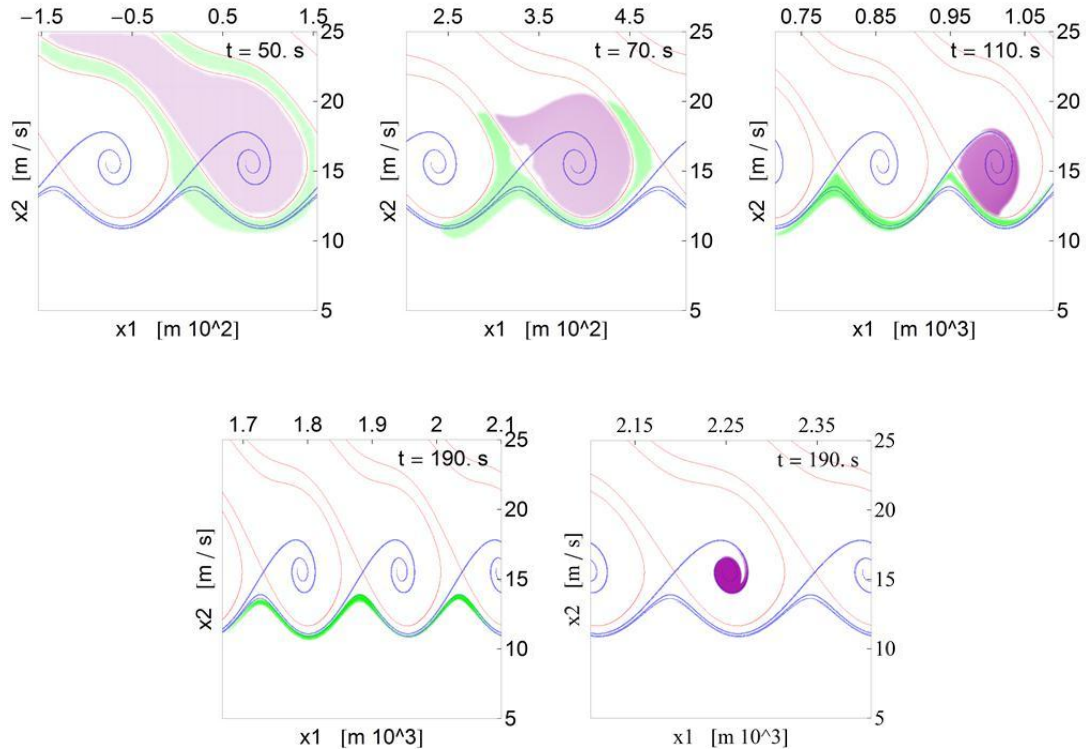 −1.5 −0.5 0.5 1.5
t = 50. s
25
20
15
10
5
x2 [m / s]
x1 [m 10^2]
2.5 3.5 4.5
t = 70. s
25
20
15
10
5
x2 [m / s]
x1 [m 10^2]
0.75 0.85 0.95 1.05
t = 110. s
25
20
15
10
5
x2 [m / s]
x1 [m 10^3]
1.7 1.8 1.9 2 2.1
t = 190. s
25
20
15
10
5
x2 [m / s]
x1 [m 10^3]
2.15 2.25 2.35
t = 190. s
25
20
15
10
5
x2 [m / s]
x1 [m 10^3]